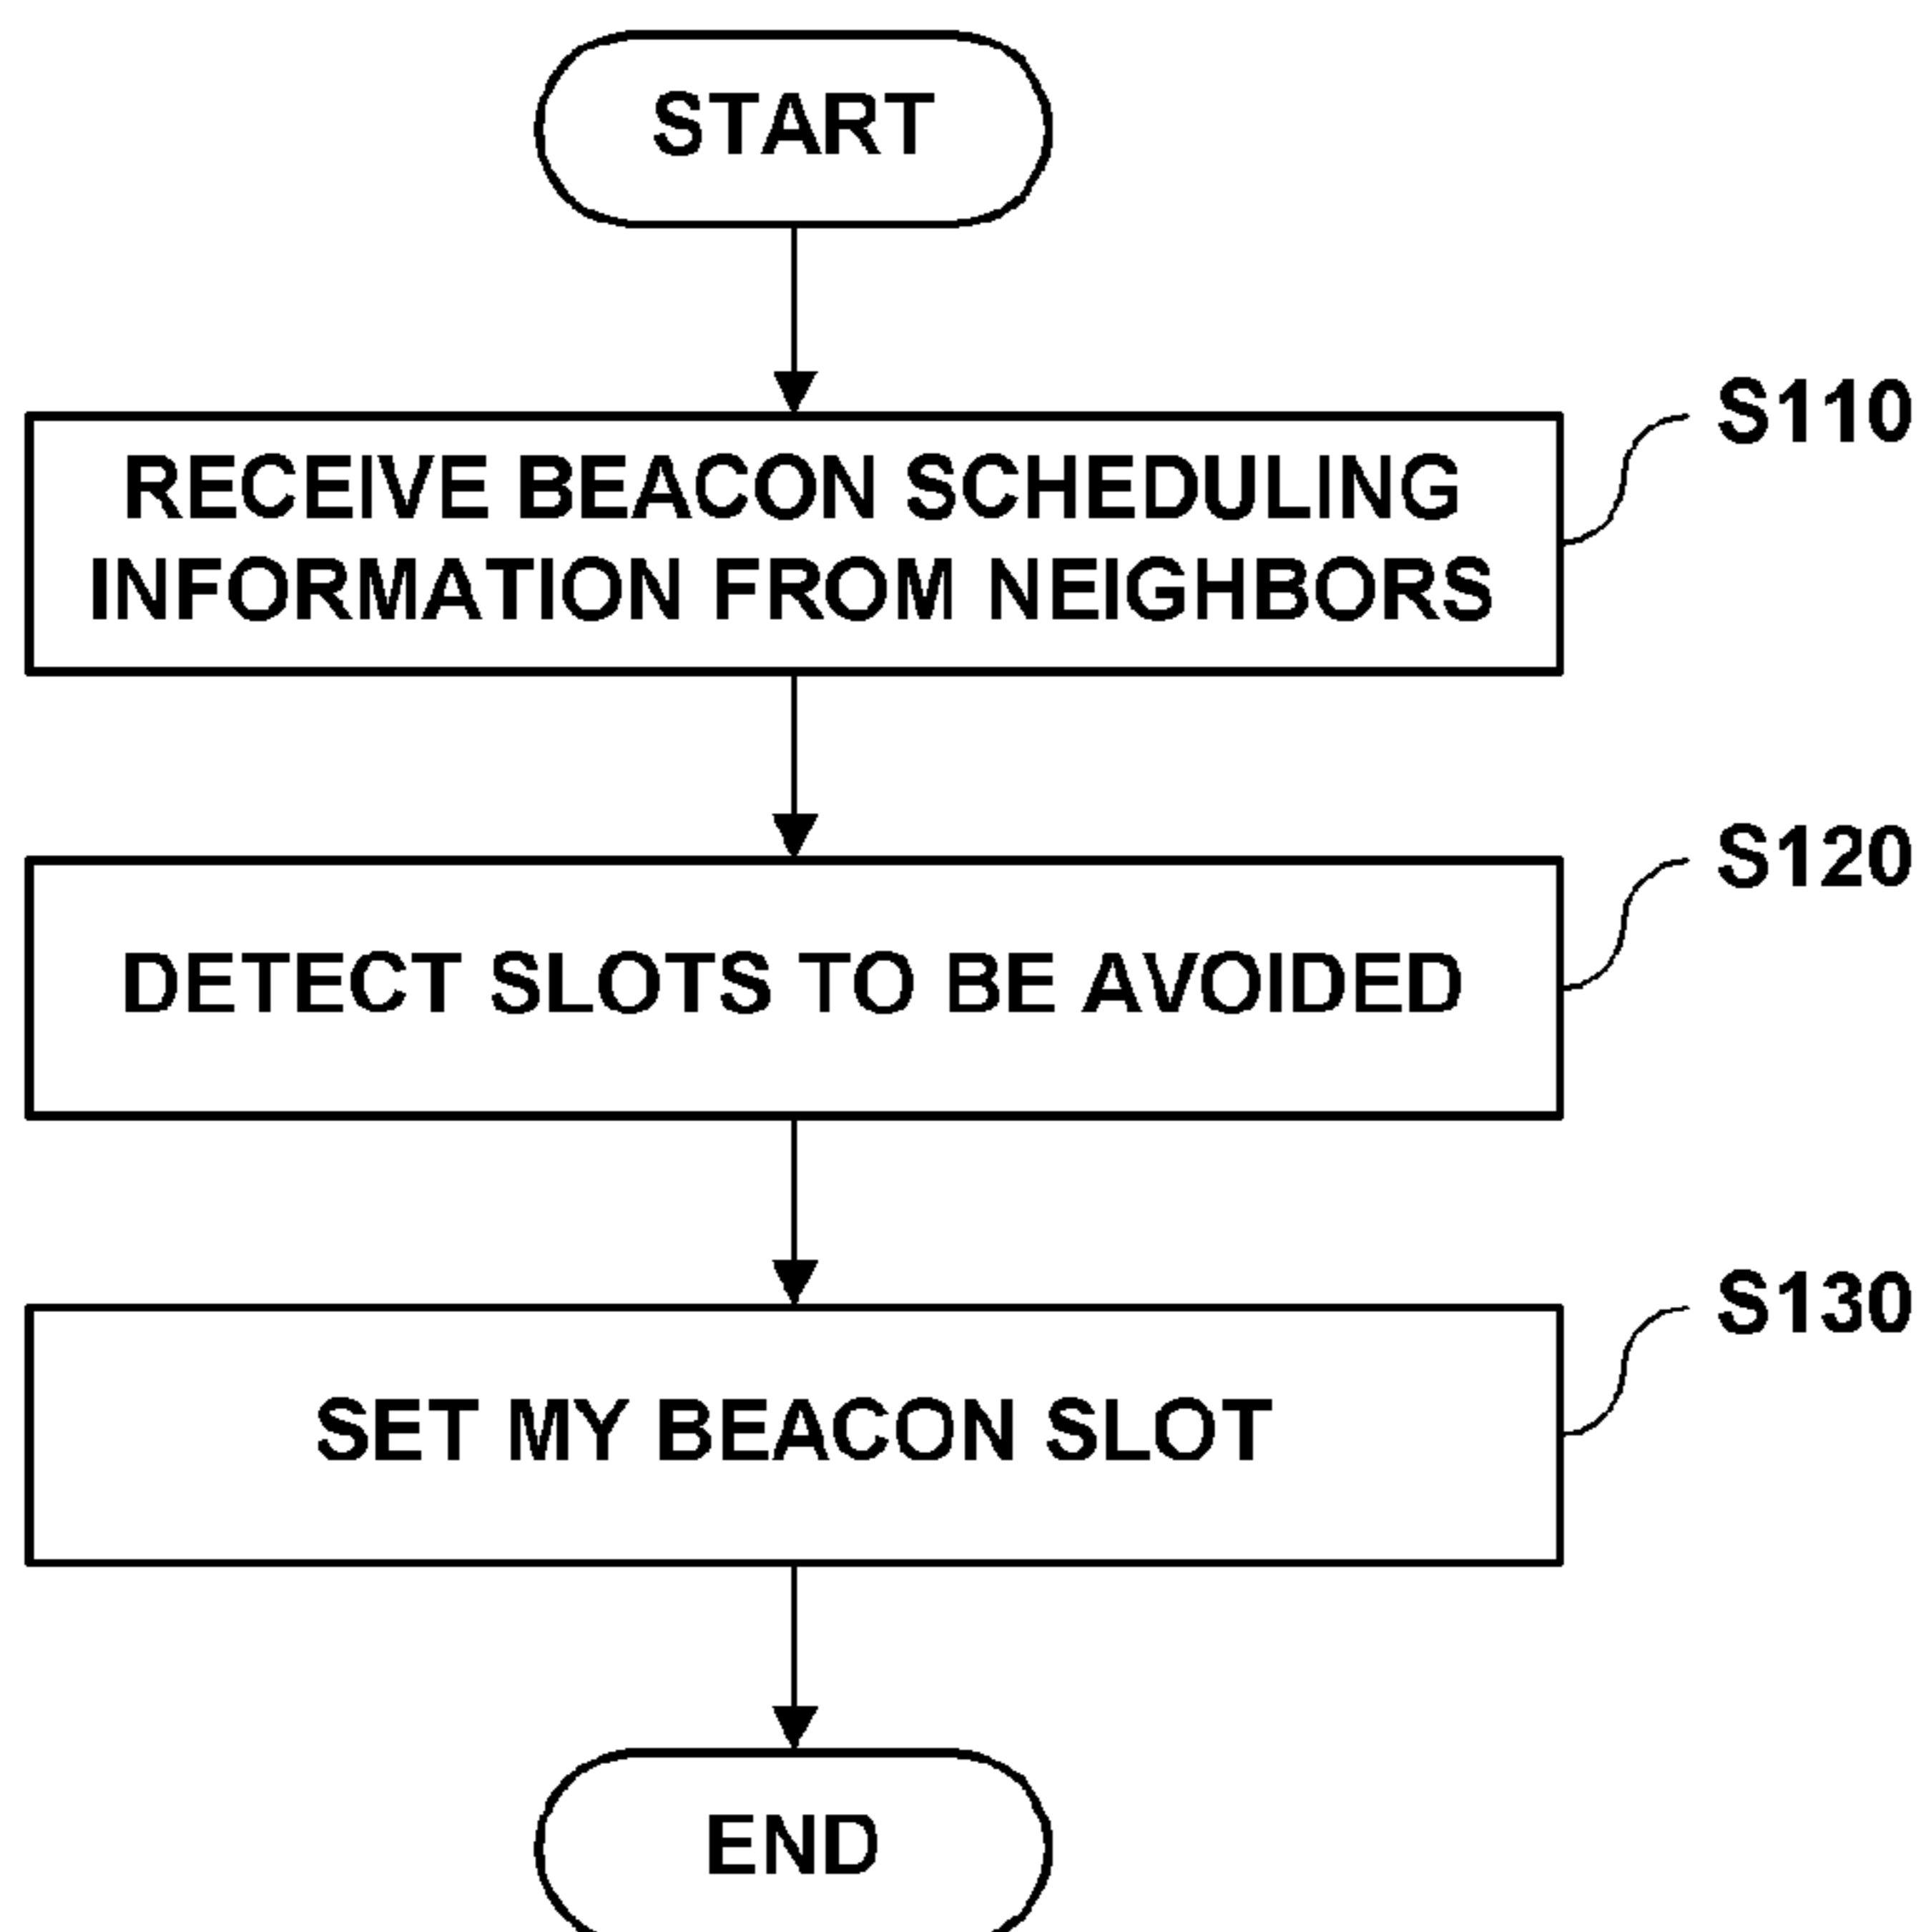 START
S110
RECEIVE BEACON SCHEDULING
INFORMATION FROM NEIGHBORS
S120
DETECT SLOTS TO BE AVOIDED
S130
SET MY BEACON SLOT
END